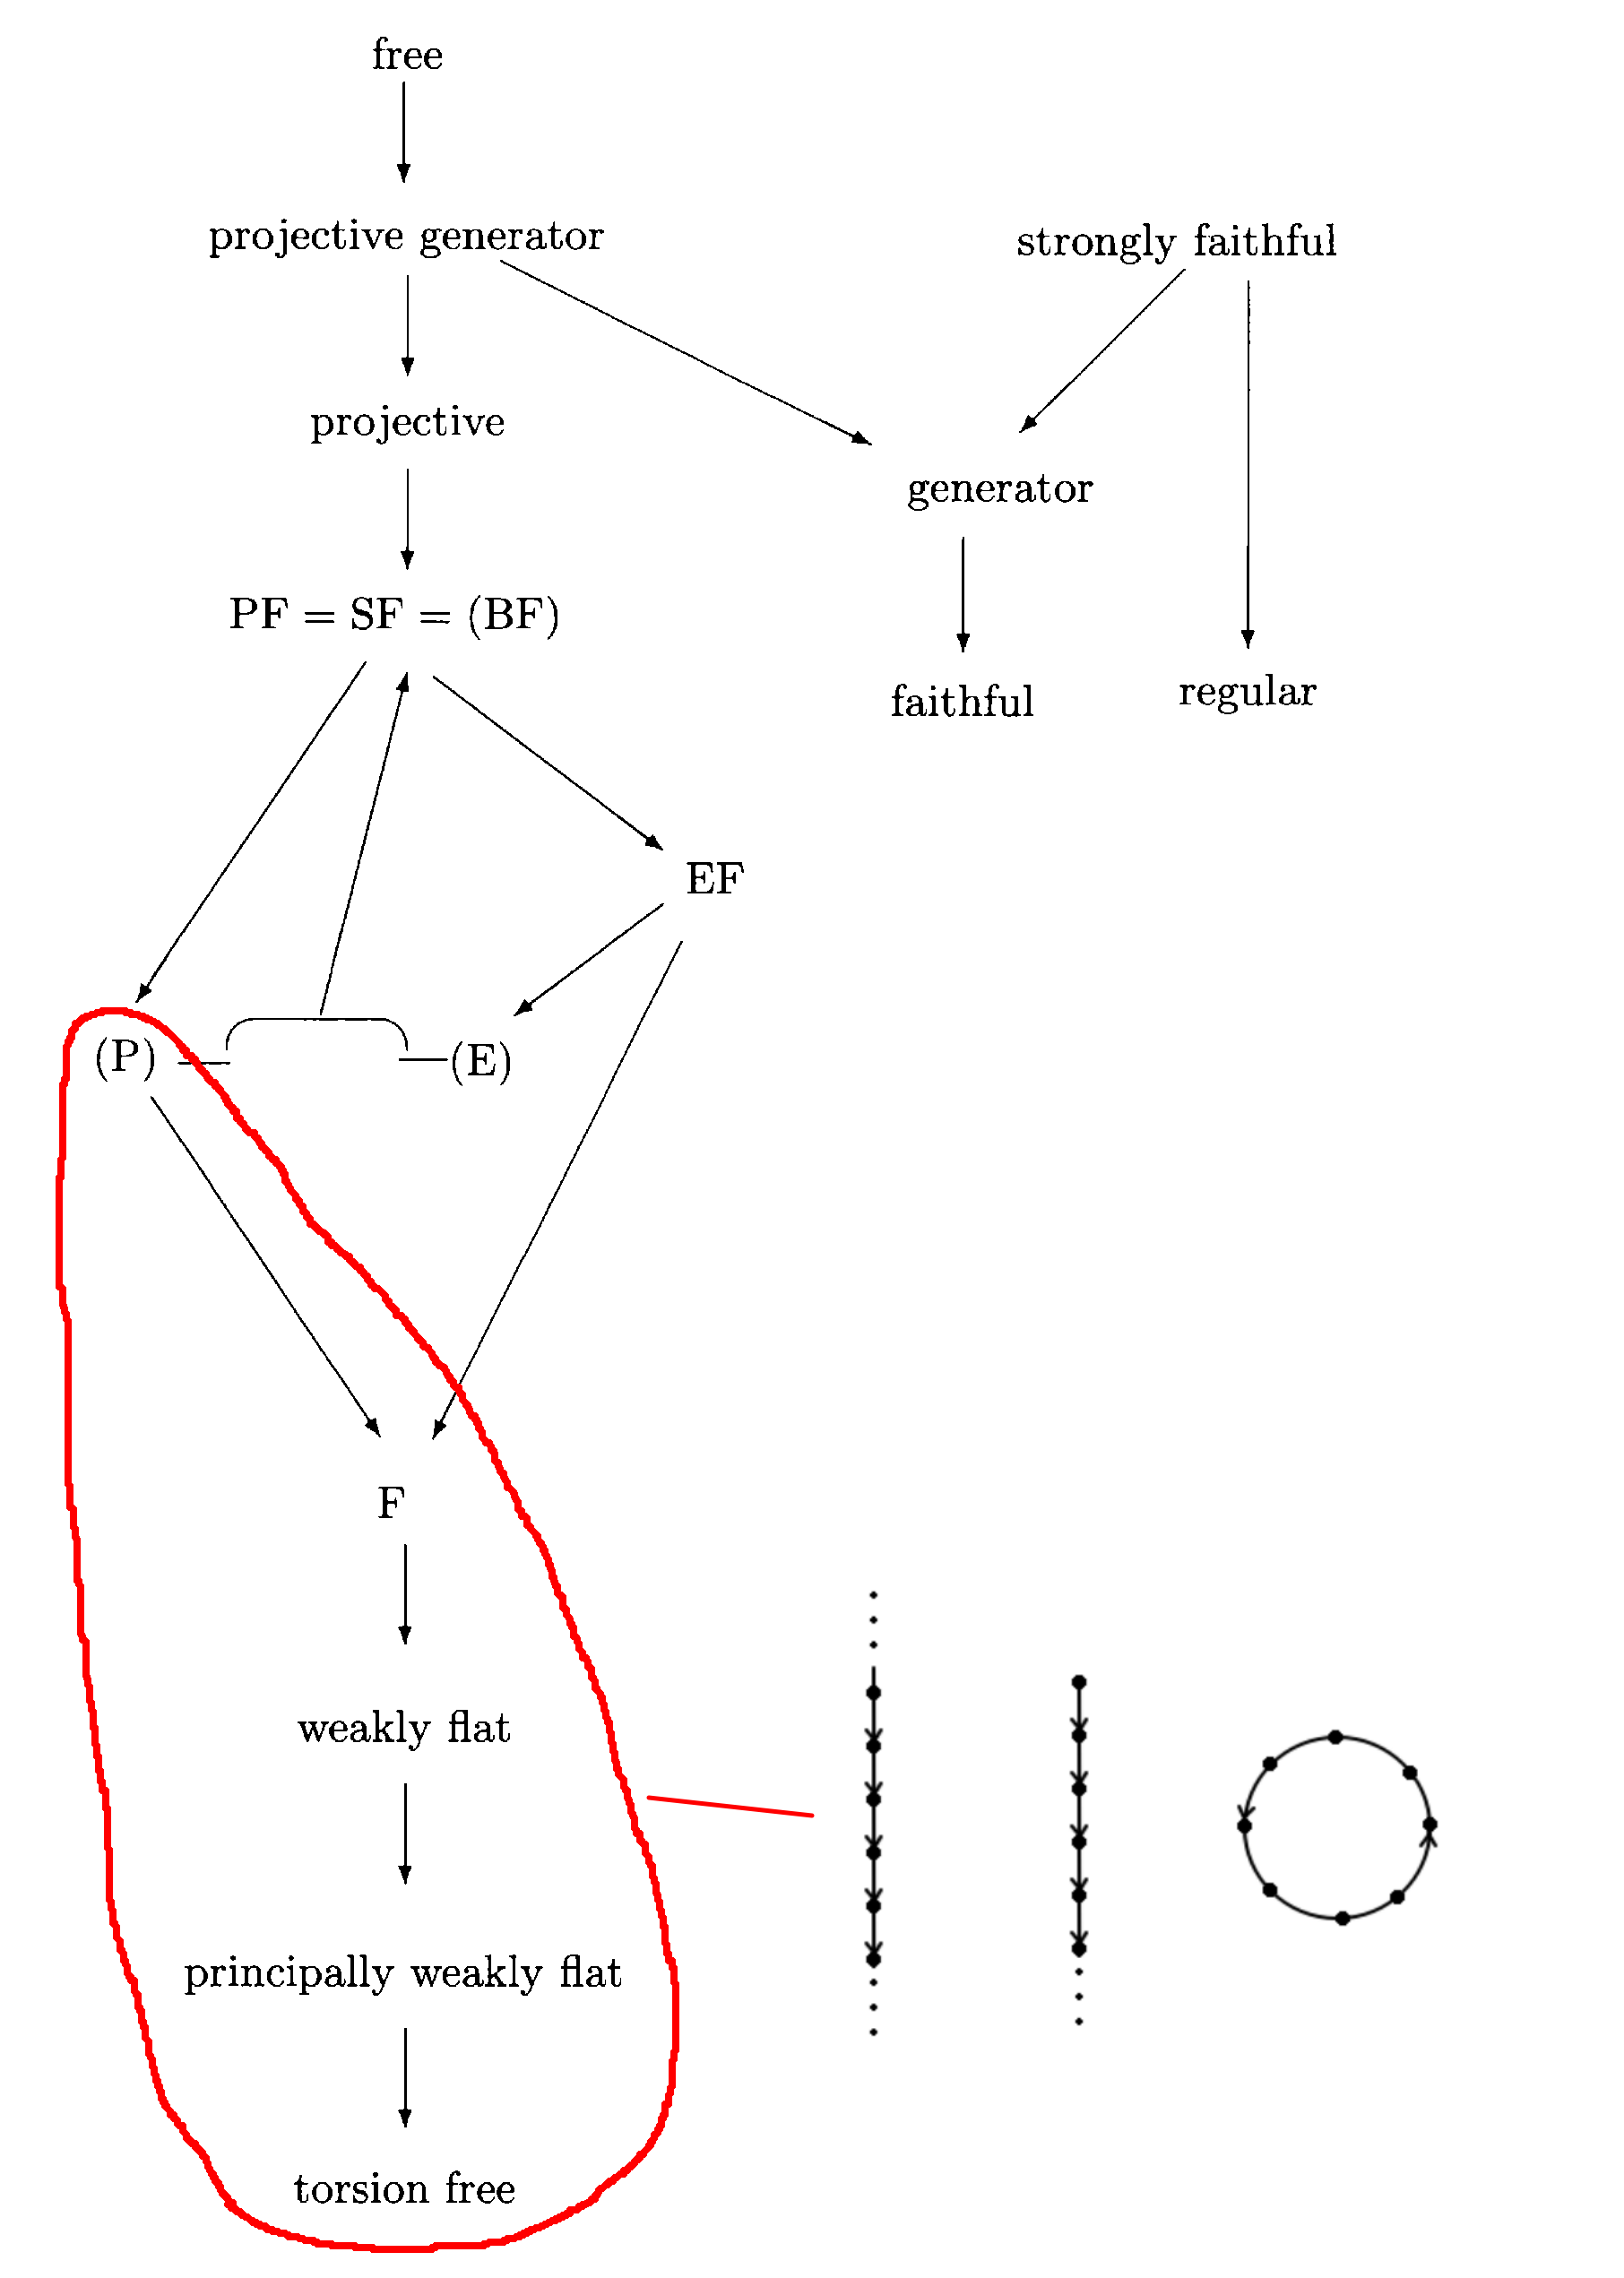 free
projective generator
strongly faithful
projective
generator
PF = SF = (BF)
faithful
regular
EF
(P)
(E)
F
weakly flat
principally weakly flat
torsion free